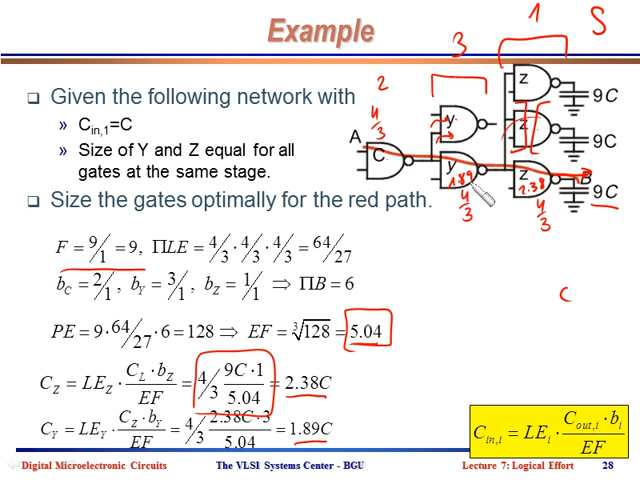 Example
1
S
3
2
4/3
❑ Given the following network with
» C_in,1=C
» Size of Y and Z equal for all
gates at the same stage.
❑ Size the gates optimally for the red path.
A
C
y
y
1.89
4/3
z
z
z
2.38
4/3
B
9C
9C
9C
F = 9/1 = 9, ΠLE = 4/3 · 4/3 · 4/3 = 64/27
b_C = 2/1, b_Y = 3/1, b_Z = 1/1 ⇒ ΠB = 6
C
PE = 9 · 64/27 · 6 = 128 ⇒ EF = ∛128 = 5.04
C_Z = LE_Z · C_L · b_Z / EF = 4/3 · 9C · 1 / 5.04 = 2.38C
C_Y = LE_Y · C_Z · b_Y / EF = 4/3 · 2.38C · 3 / 5.04 = 1.89C
C_in,i = LE_i · C_out,i · b_i / EF
Digital Microelectronic Circuits The VLSI Systems Center - BGU Lecture 7: Logical Effort 28